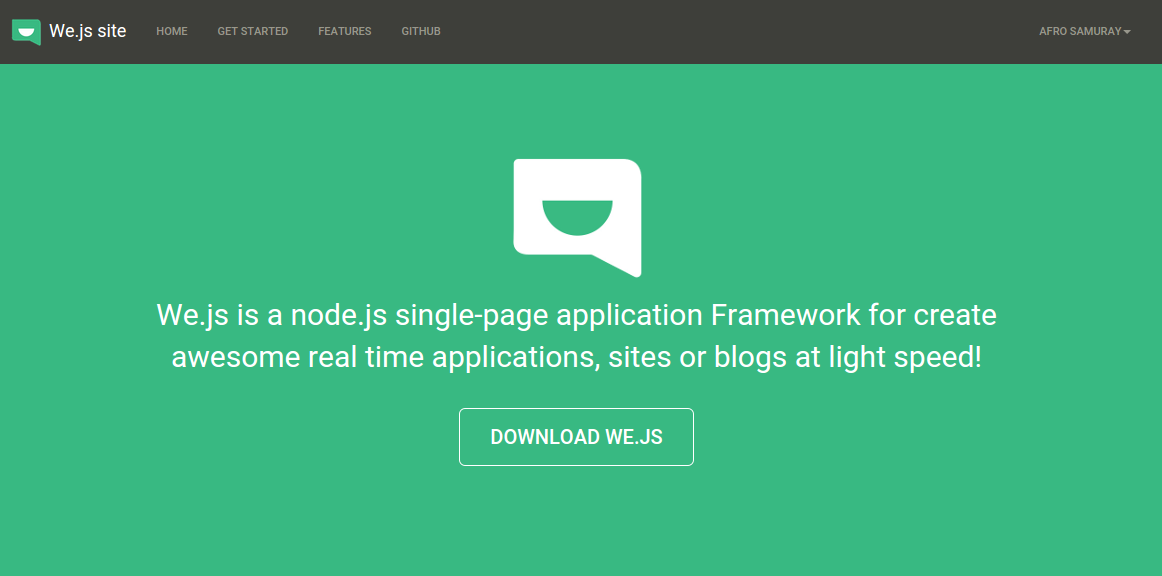 We.js site HOME GET STARTED FEATURES GITHUB AFRO SAMURAY
We.js is a node.js single-page application Framework for create
awesome real time applications, sites or blogs at light speed!
DOWNLOAD WE.JS